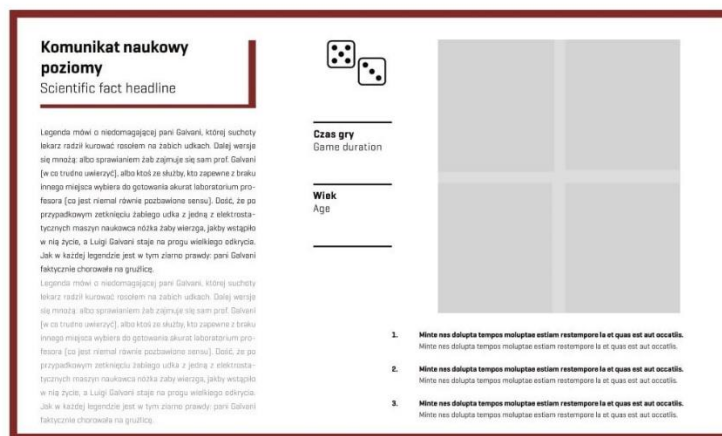 Komunikat naukowy
poziomy
Scientific fact headline
Legenda mówi o niedomagającej pani Galvani, której suchoty
lekarz radził kurować rosołem na żabich udkach. Dalej wersje
się mnożą: albo sprawianiem żab zajmuje się sam prof. Galvani
(w co trudno uwierzyć), albo ktoś ze służby, kto zapewne z braku
innego miejsca wybiera do gotowania akurat laboratorium pro-
fesora (co jest niemal równie pozbawione sensu). Dość, że po
przypadkowym zetknięciu żabiego udka z jedną z elektrosta-
tycznych maszyn naukowca nóżka żaby wierzga, jakby wstąpiło
w nią życie, a Luigi Galvani staje na progu wielkiego odkrycia.
Jak w każdej legendzie jest w tym ziarno prawdy: pani Galvani
faktycznie chorowała na gruźlicę.
Legenda mówi o niedomagającej pani Galvani, której suchoty
lekarz radził kurować rosołem na żabich udkach. Dalej wersje
się mnożą: albo sprawianiem żab zajmuje się sam prof. Galvani
(w co trudno uwierzyć), albo ktoś ze służby, kto zapewne z braku
innego miejsca wybiera do gotowania akurat laboratorium pro-
fesora (co jest niemal równie pozbawione sensu). Dość, że po
przypadkowym zetknięciu żabiego udka z jedną z elektrosta-
tycznych maszyn naukowca nóżka żaby wierzga, jakby wstąpiło
w nią życie, a Luigi Galvani staje na progu wielkiego odkrycia.
Jak w każdej legendzie jest w tym ziarno prawdy: pani Galvani
faktycznie chorowała na gruźlicę.
Czas gry
Game duration
Wiek
Age
1. Minte nes dolupta tempos moluptae estiam restempore la et quas est aut occatiis.
Minte nes dolupta tempos moluptae estiam restempore la et quas est aut occatiis.
2. Minte nes dolupta tempos moluptae estiam restempore la et quas est aut occatiis.
Minte nes dolupta tempos moluptae estiam restempore la et quas est aut occatiis.
3. Minte nes dolupta tempos moluptae estiam restempore la et quas est aut occatiis.
Minte nes dolupta tempos moluptae estiam restempore la et quas est aut occatiis.